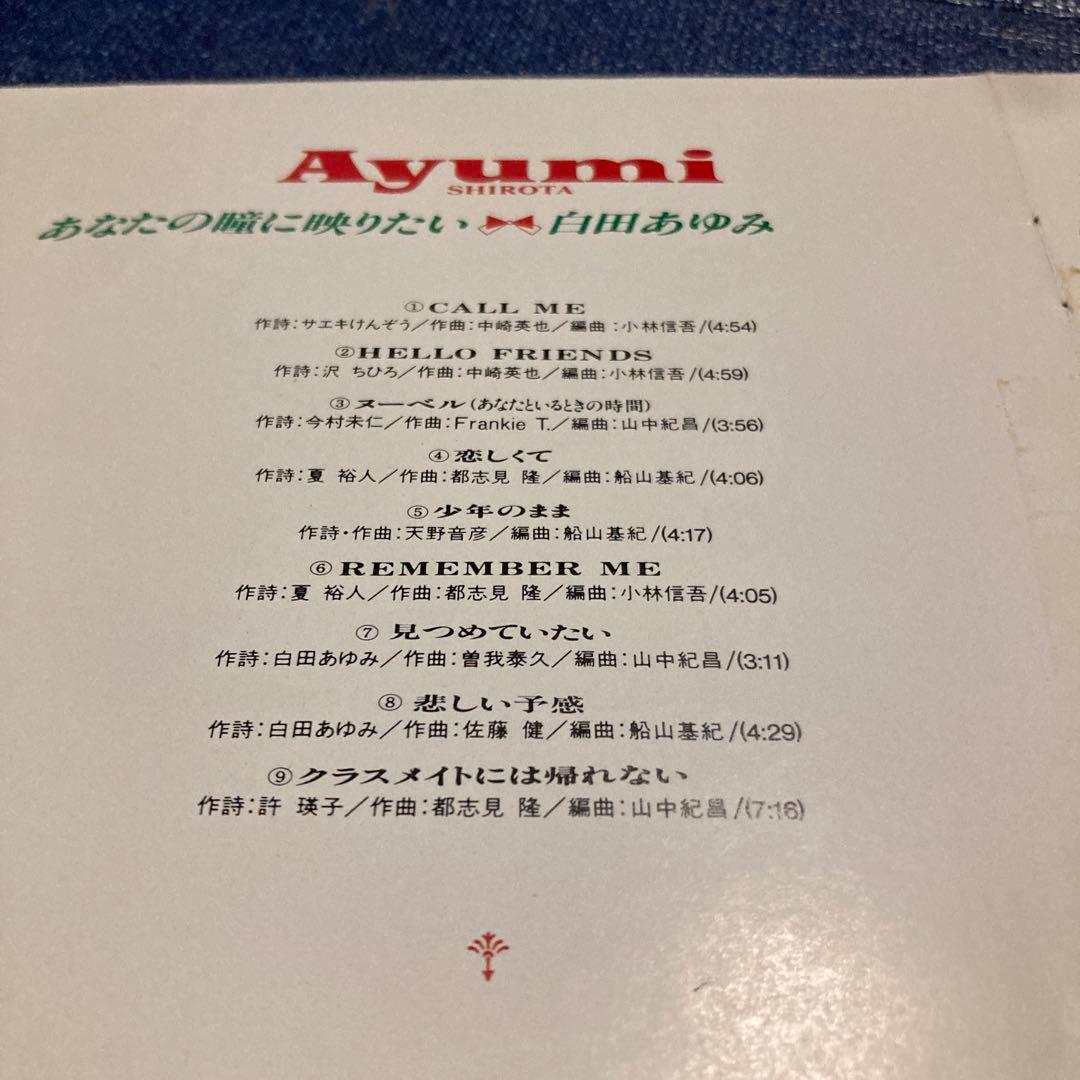 Ayumi
SHIROTA
あなたの瞳に映りたい 白田あゆみ
①CALL ME
作詩：サエキけんぞう／作曲：中崎英也／編曲：小林信吾/(4:54)
②HELLO FRIENDS
作詩：沢 ちひろ／作曲：中崎英也／編曲：小林信吾/(4:59)
③ヌーベル(あなたといるときの時間)
作詩：今村未仁／作曲：Frankie T.／編曲：山中紀昌/(3:56)
④恋しくて
作詩：夏 裕人／作曲：都志見 隆／編曲：船山基紀/(4:06)
⑤少年のまま
作詩・作曲：天野音彦／編曲：船山基紀/(4:17)
⑥REMEMBER ME
作詩：夏 裕人／作曲：都志見 隆／編曲：小林信吾/(4:05)
⑦見つめていたい
作詩：白田あゆみ／作曲：曽我泰久／編曲：山中紀昌/(3:11)
⑧悲しい予感
作詩：白田あゆみ／作曲：佐藤 健／編曲：船山基紀/(4:29)
⑨クラスメイトには帰れない
作詩：許 瑛子／作曲：都志見 隆／編曲：山中紀昌/(7:16)